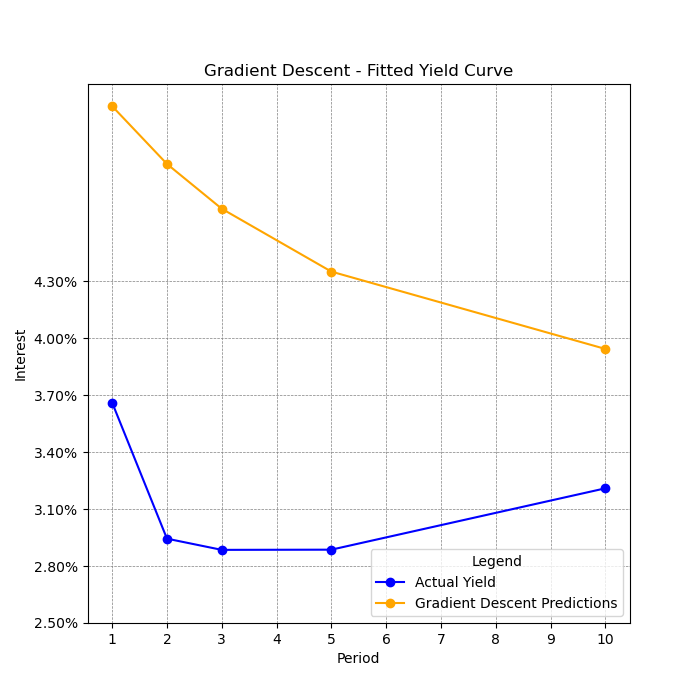 Gradient Descent - Fitted Yield Curve
Interest
4.30%
4.00%
3.70%
3.40%
3.10%
2.80%
2.50%
Legend
Actual Yield
Gradient Descent Predictions
1 2 3 4 5 6 7 8 9 10
Period